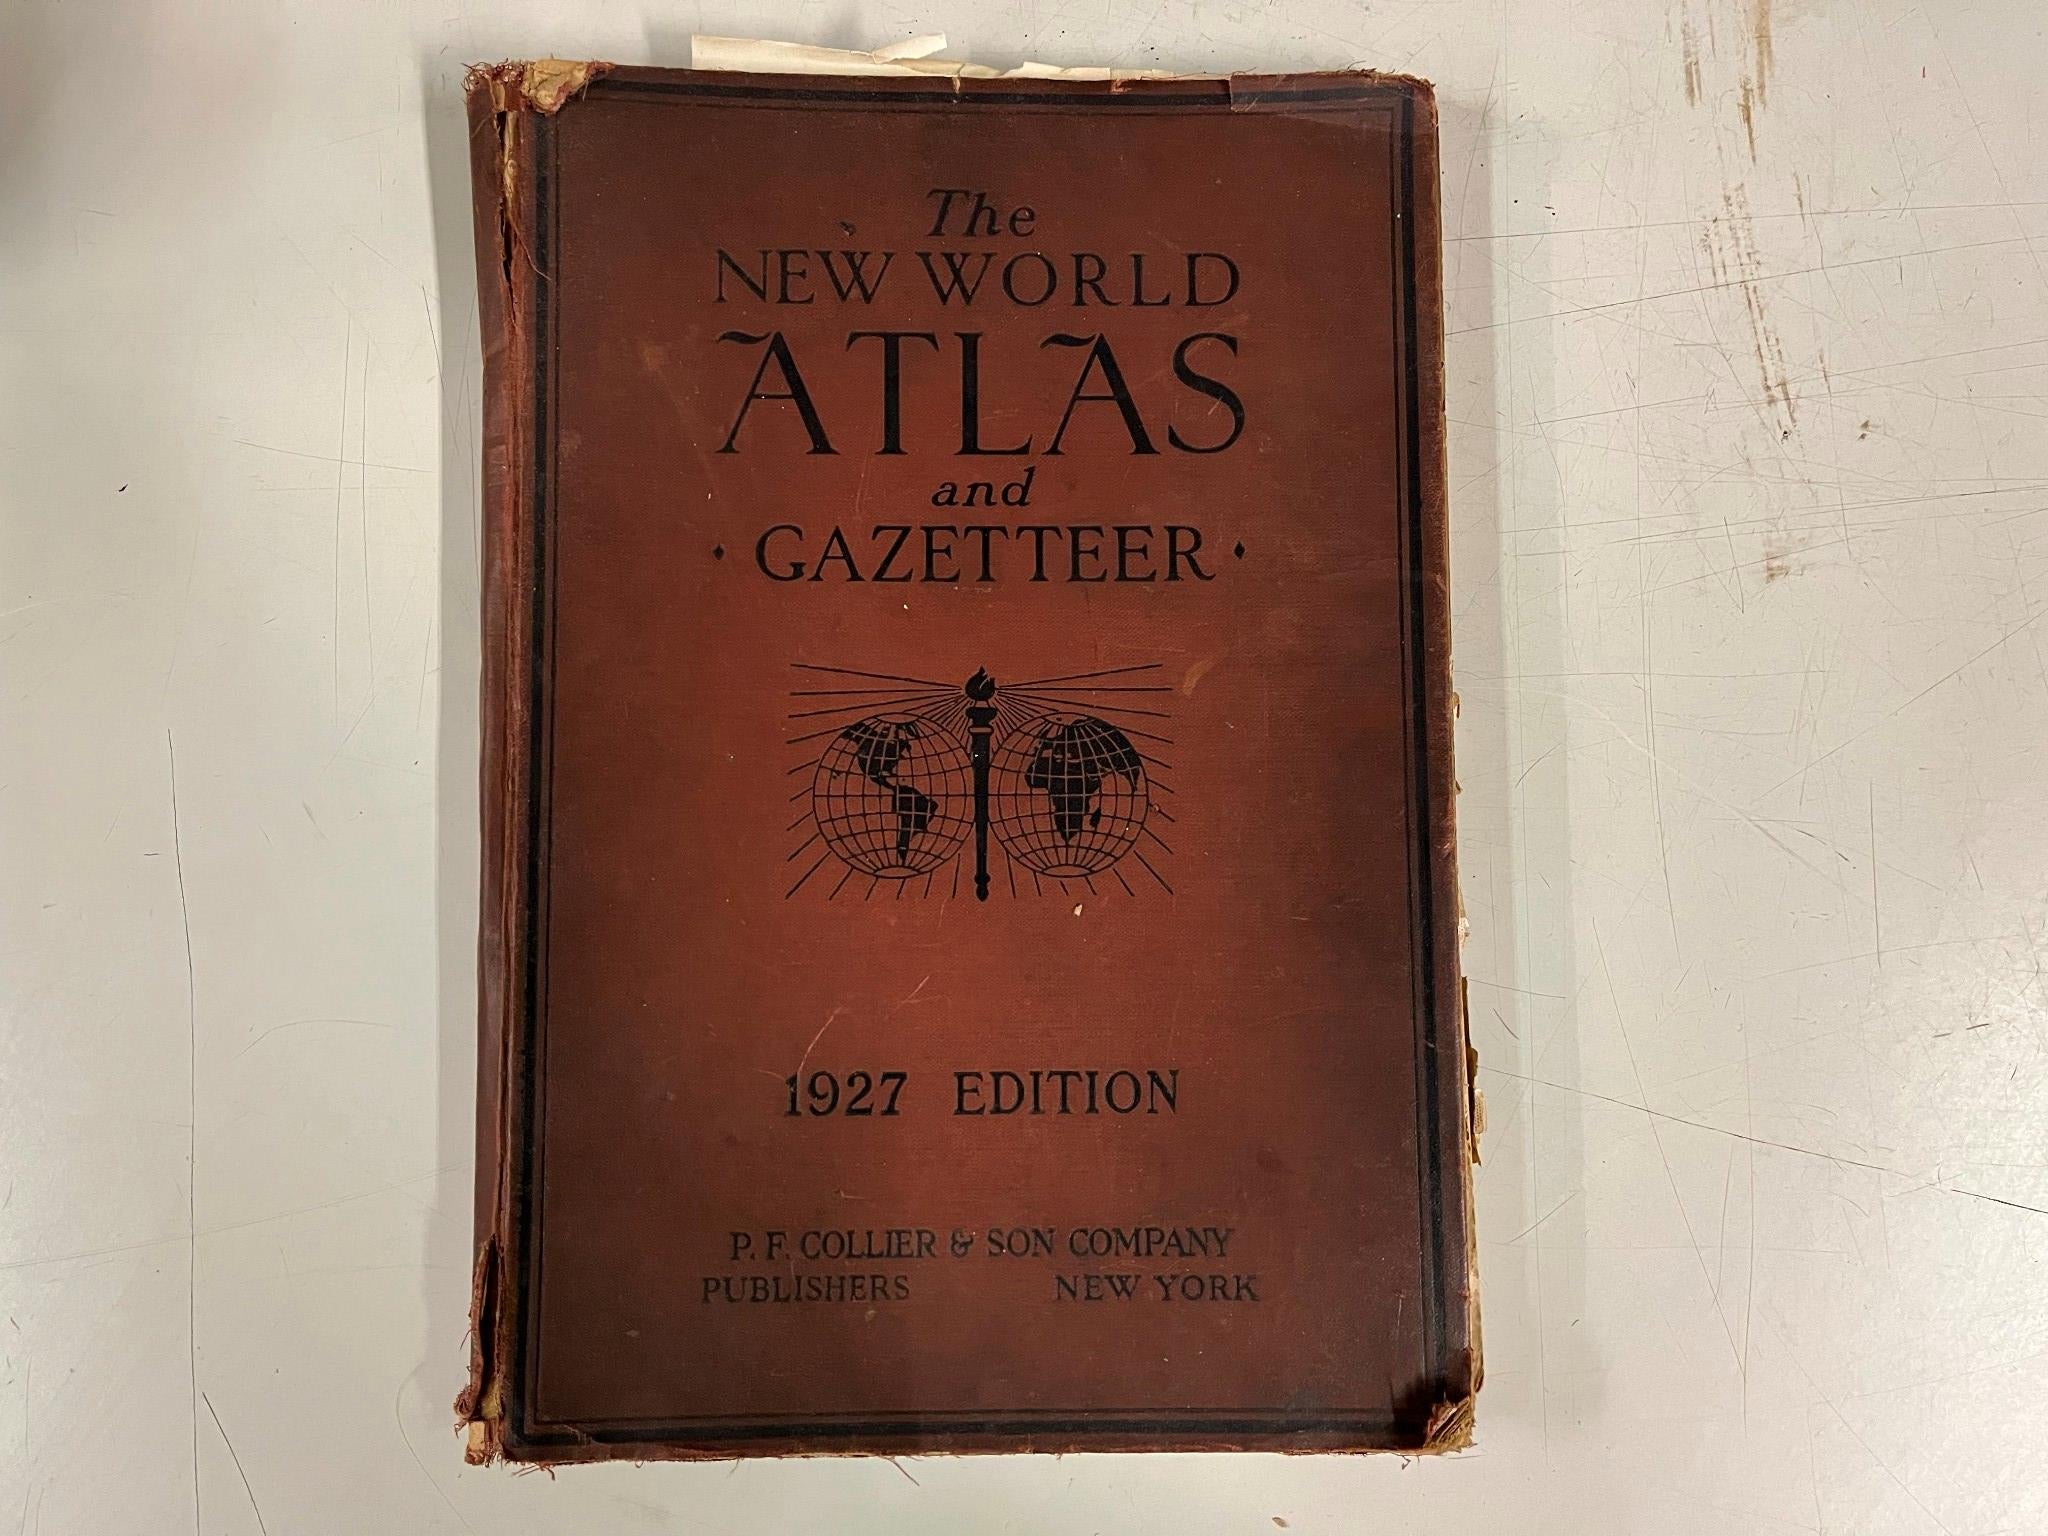 The
NEW WORLD
ATLAS
and
· GAZETTEER ·
1927 EDITION
P. F. COLLIER & SON COMPANY
PUBLISHERS NEW YORK